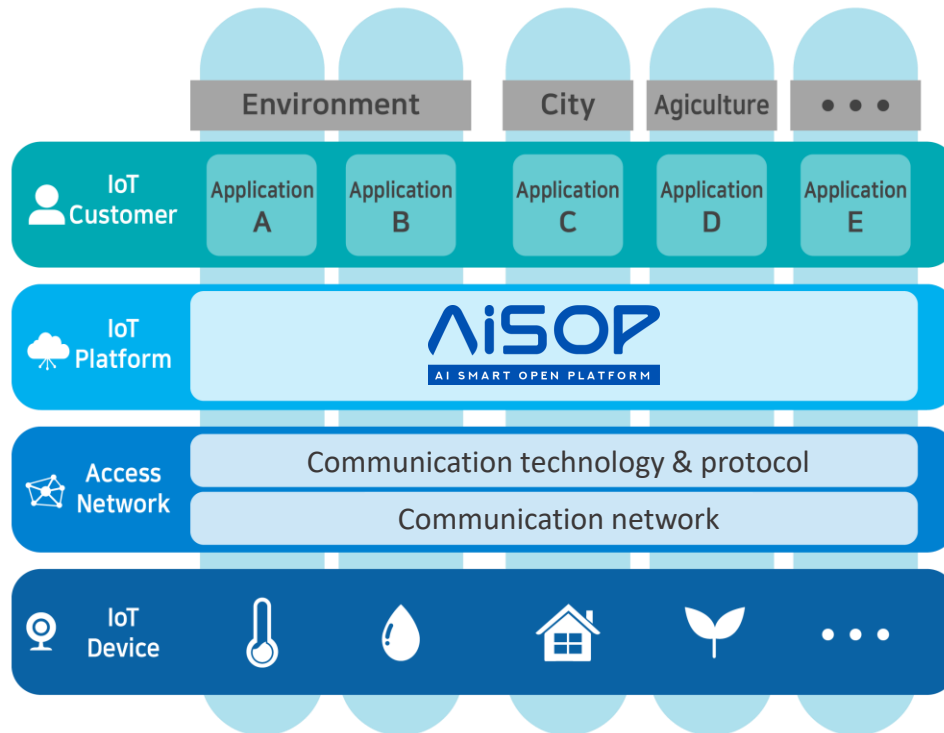 Environment
City
Agiculture
● ● ●
IoT
Customer
Application
A
Application
B
Application
C
Application
D
Application
E
IoT
Platform
AiSOP
AI SMART OPEN PLATFORM
Access
Network
Communication technology & protocol
Communication network
IoT
Device
● ● ●